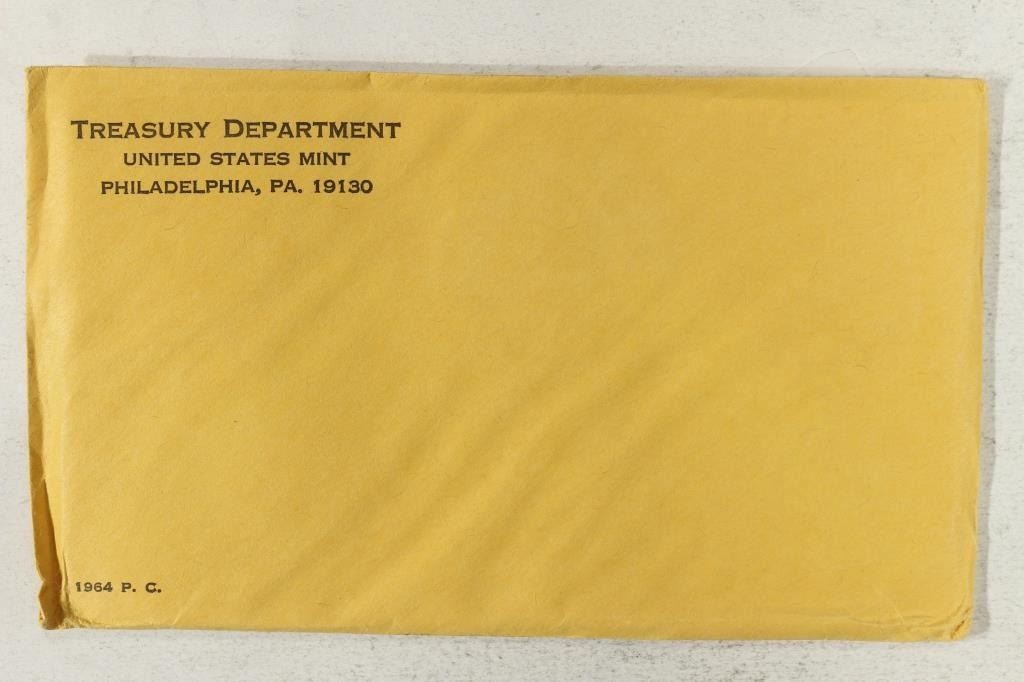 TREASURY DEPARTMENT
UNITED STATES MINT
PHILADELPHIA, PA. 19130
1964 P. C.